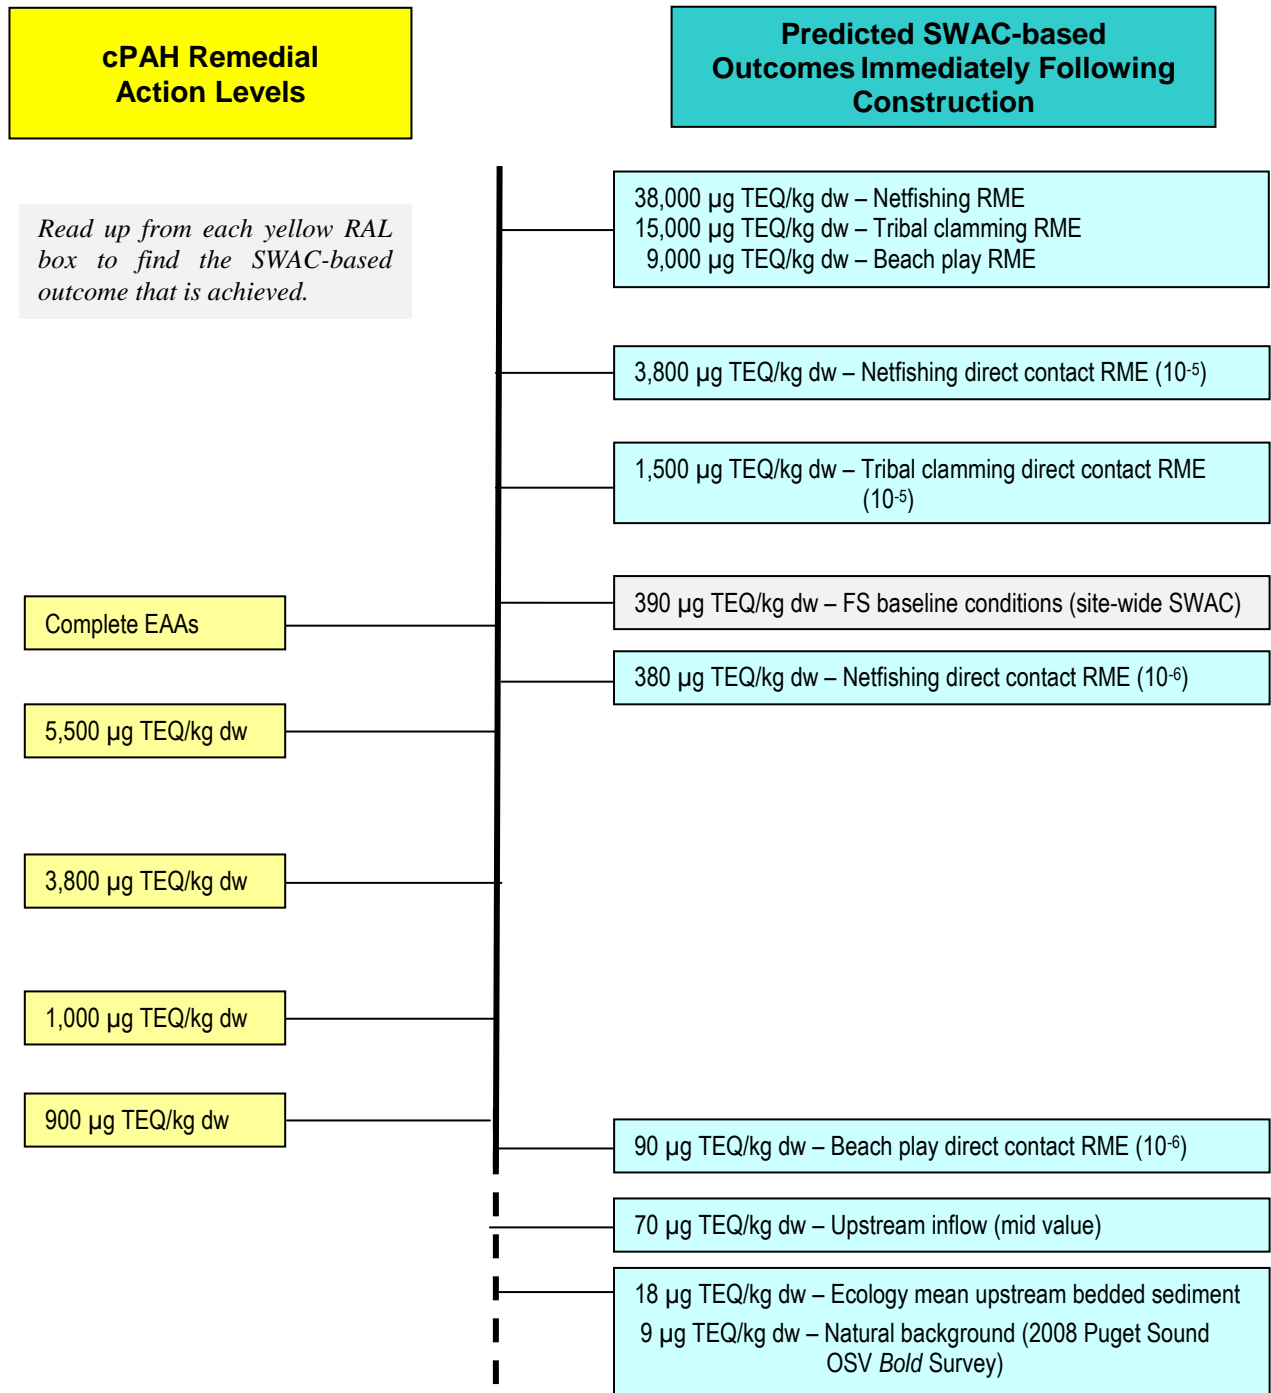 cPAH Remedial
Action Levels
Predicted SWAC-based
Outcomes Immediately Following
Construction
Read up from each yellow RAL
box to find the SWAC-based
outcome that is achieved.
38,000 µg TEQ/kg dw – Netfishing RME
15,000 µg TEQ/kg dw – Tribal clamming RME
9,000 µg TEQ/kg dw – Beach play RME
3,800 µg TEQ/kg dw – Netfishing direct contact RME (10-5)
1,500 µg TEQ/kg dw – Tribal clamming direct contact RME
(10-5)
390 µg TEQ/kg dw – FS baseline conditions (site-wide SWAC)
Complete EAAs
380 µg TEQ/kg dw – Netfishing direct contact RME (10-6)
5,500 µg TEQ/kg dw
3,800 µg TEQ/kg dw
1,000 µg TEQ/kg dw
900 µg TEQ/kg dw
90 µg TEQ/kg dw – Beach play direct contact RME (10-6)
70 µg TEQ/kg dw – Upstream inflow (mid value)
18 µg TEQ/kg dw – Ecology mean upstream bedded sediment
9 µg TEQ/kg dw – Natural background (2008 Puget Sound
OSV Bold Survey)